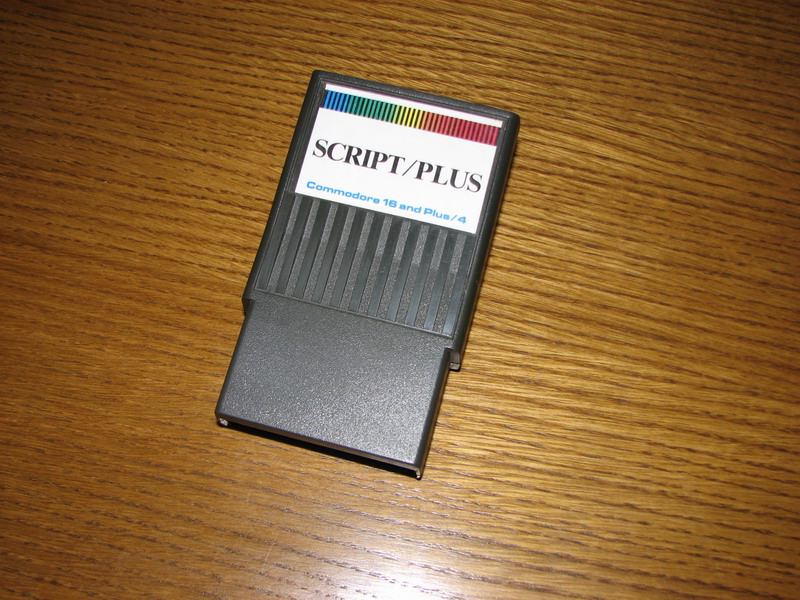 SCRIPT/PLUS
Commodore 16 and Plus/4